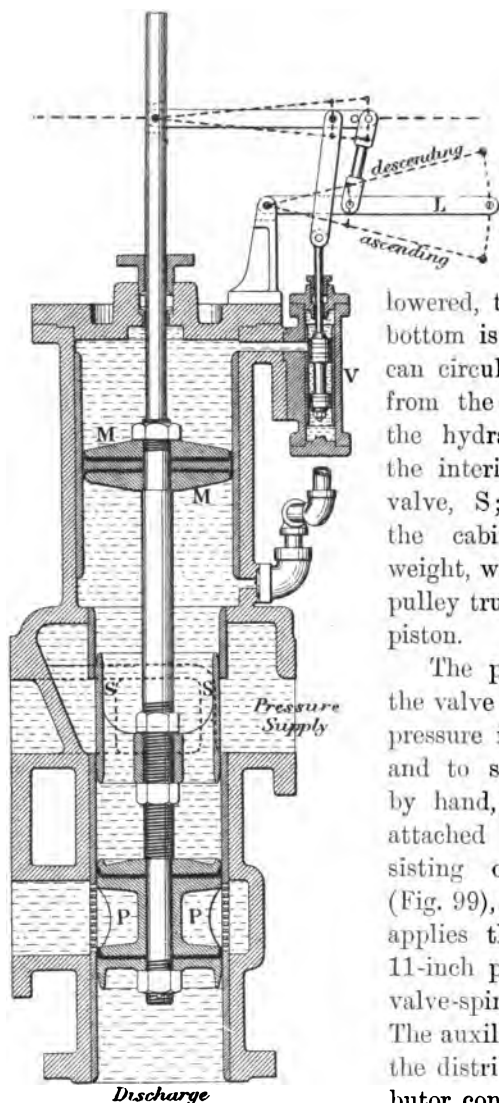 descending
L
ascending
V
M
M
S
S
Pressure
Supply
P
P
Discharge
lowered, t
bottom is
can circul
from the
the hydra
the interi
valve, S;
the cabi
weight, w
pulley tru
piston.
The p
the valve
pressure i
and to s
by hand,
attached
sisting o
(Fig. 99),
applies th
11-inch p
valve-spin
The auxil
the distri
butor con